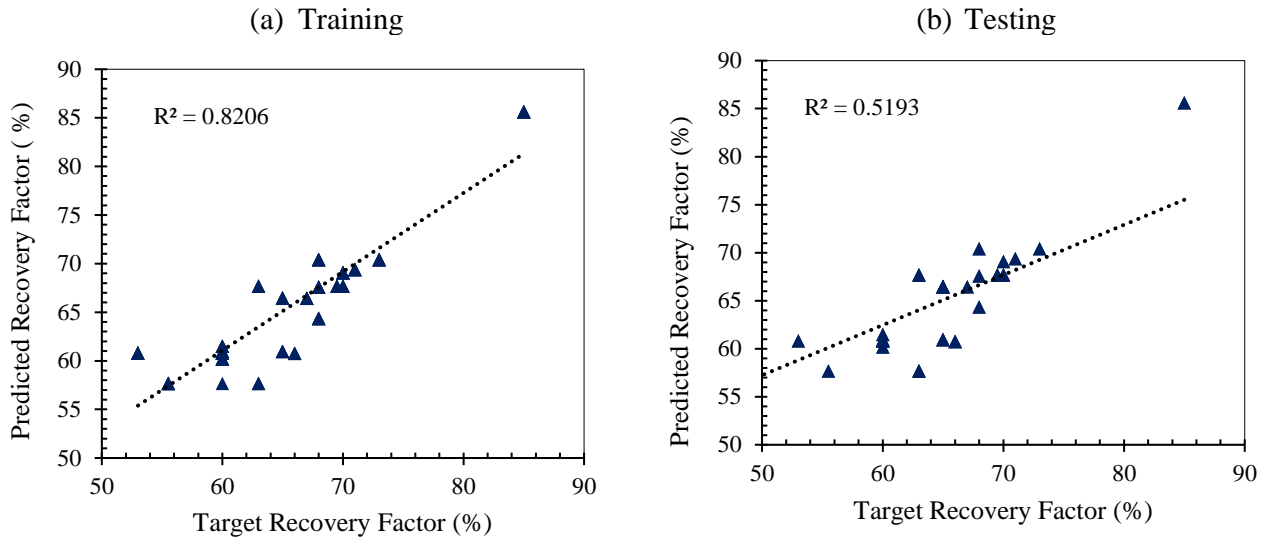 (a) Training
90
85
80
75
70
65
60
55
50
R² = 0.8206
Predicted Recovery Factor ( %)
50 60 70 80 90
Target Recovery Factor (%)
(b) Testing
90
85
80
75
70
65
60
55
50
R² = 0.5193
Predicted Recovery Factor (%)
50 60 70 80 90
Target Recovery Factor (%)